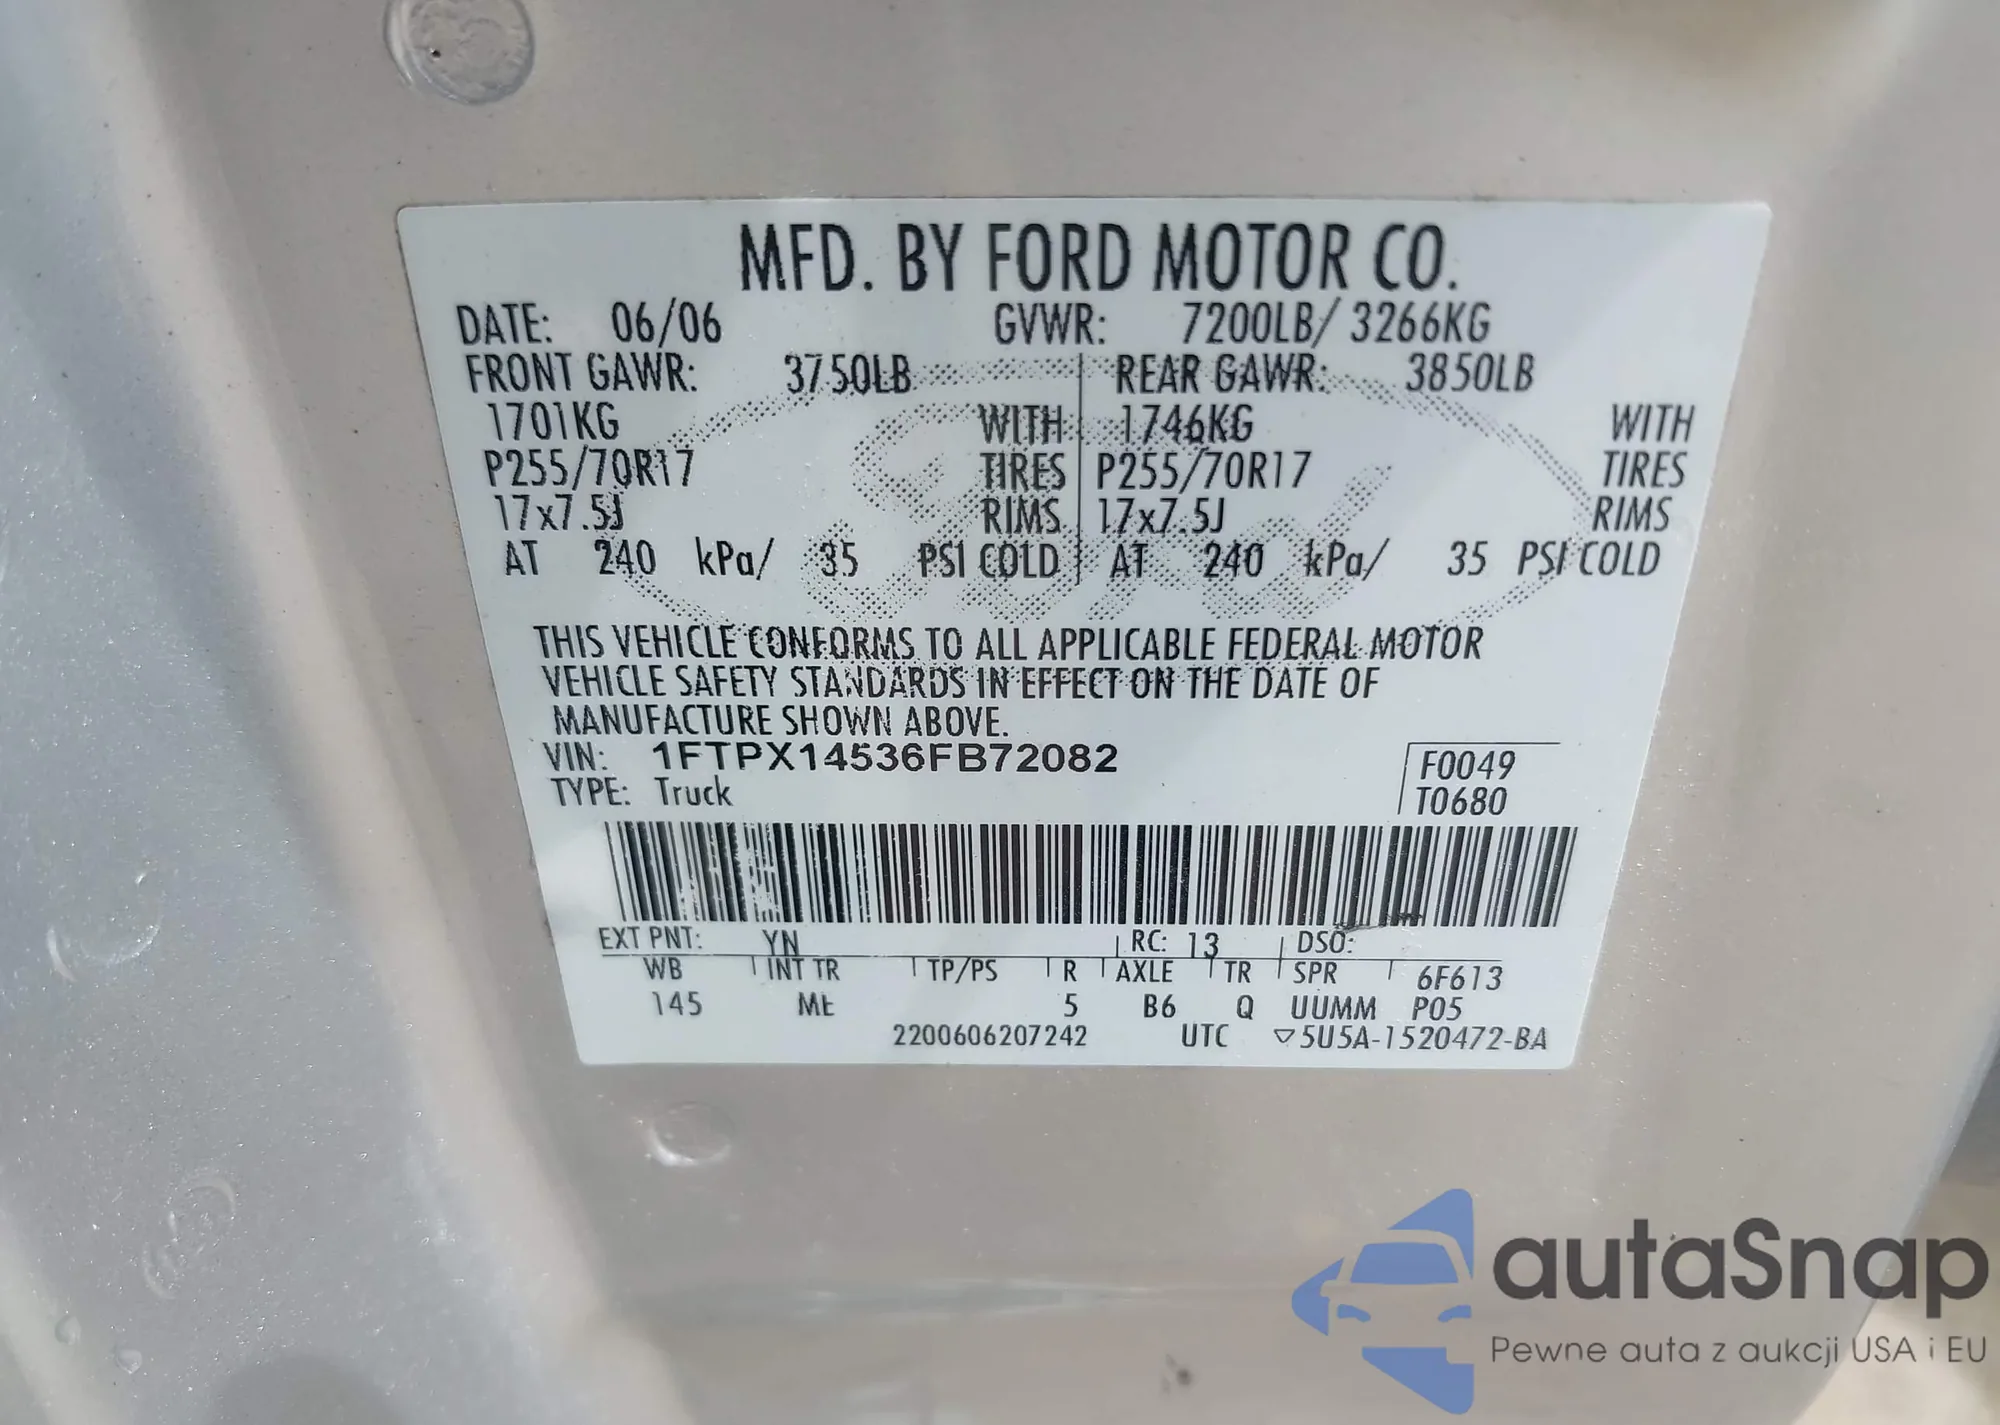 MFD. BY FORD MOTOR CO.
DATE: 06/06 GVWR: 7200LB/ 3266KG
FRONT GAWR: 3750LB REAR GAWR: 3850LB
1701KG WITH 1746KG WITH
P255/70R17 TIRES P255/70R17 TIRES
17x7.5J RIMS 17x7.5J RIMS
AT 240 kPa/ 35 PSI COLD AT 240 kPa/ 35 PSI COLD
THIS VEHICLE CONFORMS TO ALL APPLICABLE FEDERAL MOTOR
VEHICLE SAFETY STANDARDS IN EFFECT ON THE DATE OF
MANUFACTURE SHOWN ABOVE.
VIN: 1FTPX14536FB72082 F0049
TYPE: Truck T0680
EXT PNT: YN RC: 13 DSO:
WB INT TR TP/PS R AXLE TR SPR 6F613
145 ME 5 B6 Q UUMM P05
2200606207242 UTC ▽5U5A-1520472-BA
Ford
autaSnap
Pewne auta z aukcji USA i EU